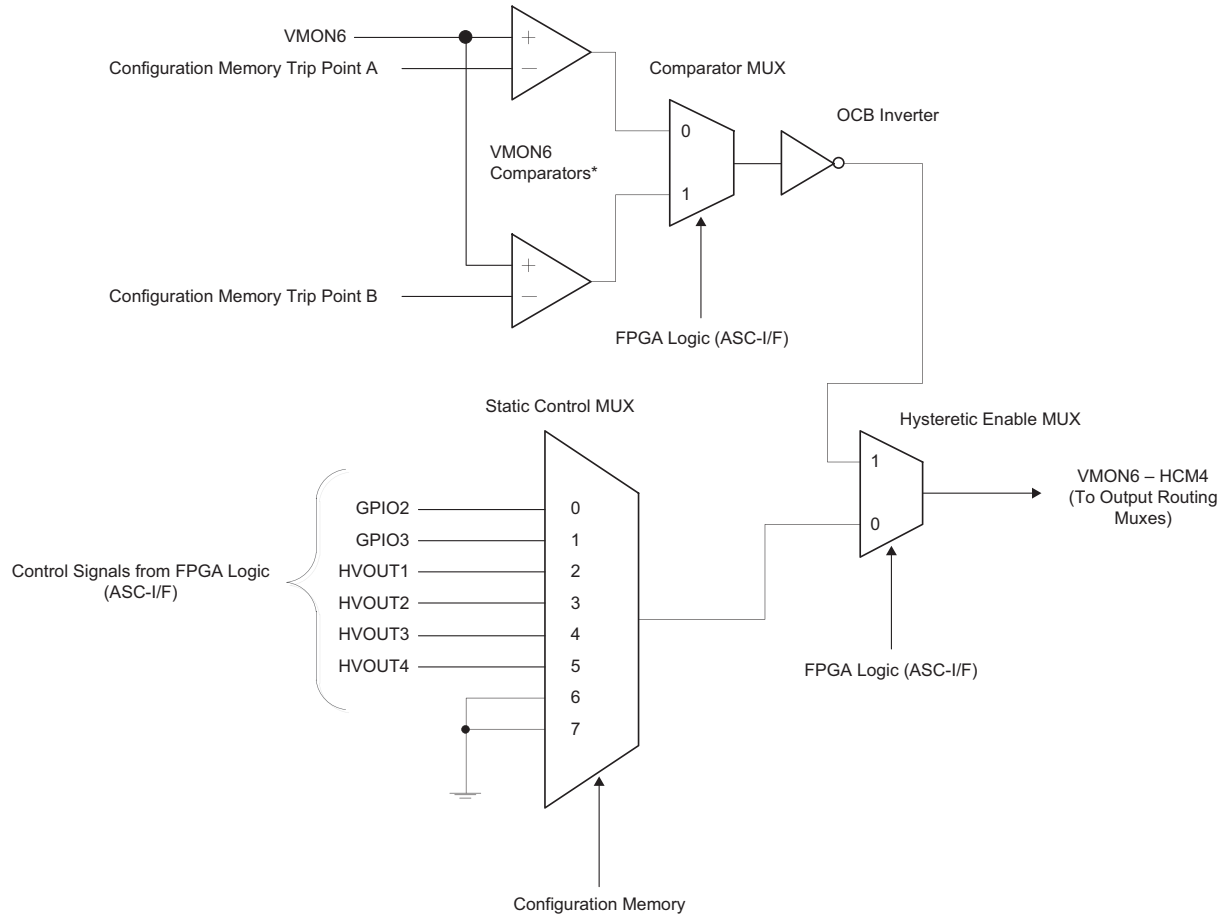 VMON6
+
Configuration Memory Trip Point A
−
Comparator MUX
OCB Inverter
0
VMON6
Comparators*
1
+
Configuration Memory Trip Point B
−
FPGA Logic (ASC-I/F)
Static Control MUX
Hysteretic Enable MUX
1
VMON6 – HCM4
(To Output Routing
Muxes)
0
GPIO2
0
GPIO3
1
Control Signals from FPGA Logic
(ASC-I/F)
HVOUT1
2
HVOUT2
3
HVOUT3
4
HVOUT4
5
6
7
FPGA Logic (ASC-I/F)
Configuration Memory